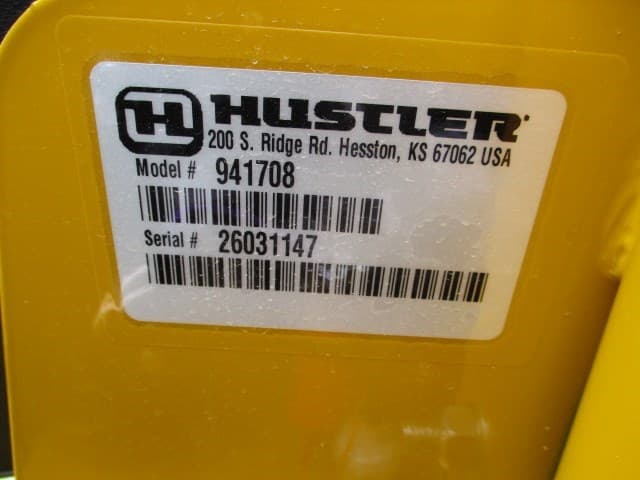 H HUSTLER
200 S. Ridge Rd. Hesston, KS 67062 USA
Model # 941708
Serial # 26031147